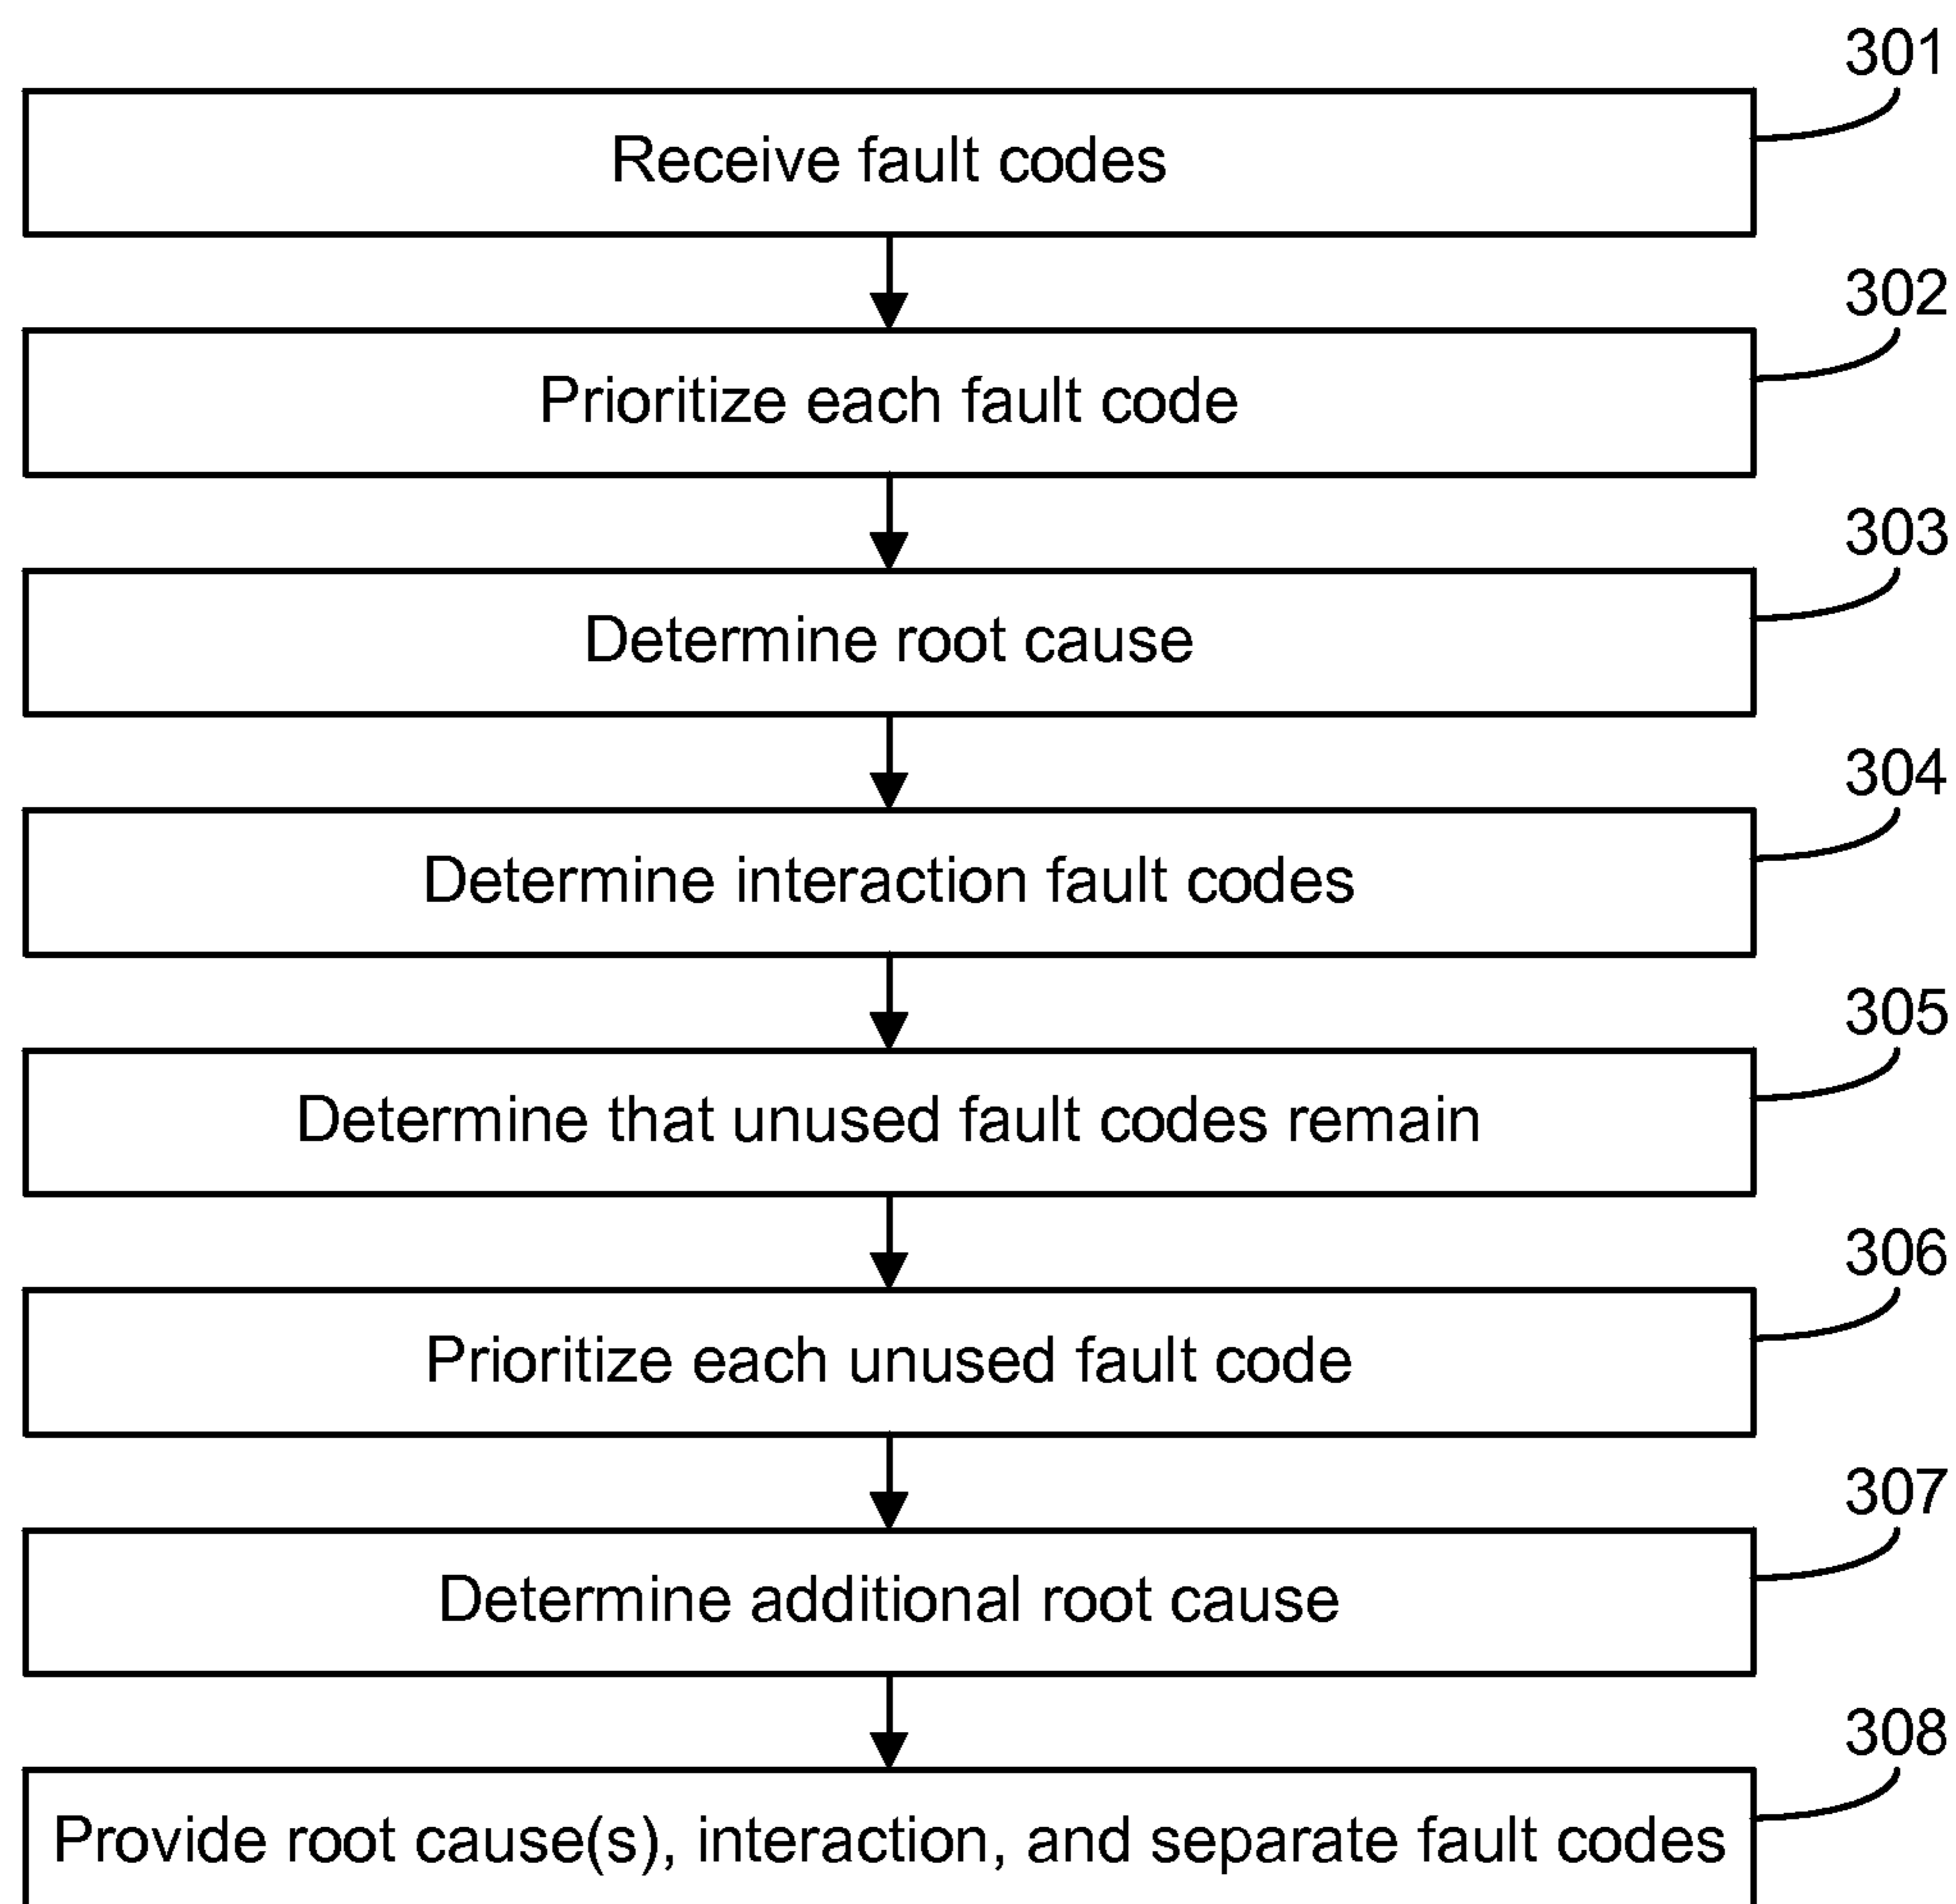 301
Receive fault codes
302
Prioritize each fault code
303
Determine root cause
304
Determine interaction fault codes
305
Determine that unused fault codes remain
306
Prioritize each unused fault code
307
Determine additional root cause
308
Provide root cause(s), interaction, and separate fault codes